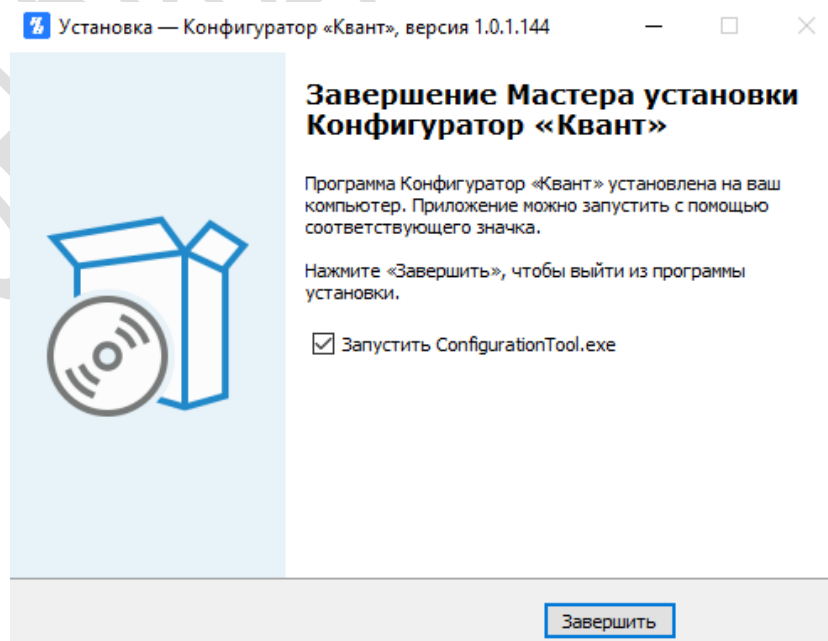 Установка — Конфигуратор «Квант», версия 1.0.1.144
Завершение Мастера установки
Конфигуратор «Квант»
Программа Конфигуратор «Квант» установлена на ваш
компьютер. Приложение можно запустить с помощью
соответствующего значка.
Нажмите «Завершить», чтобы выйти из программы
установки.
Запустить ConfigurationTool.exe
Завершить